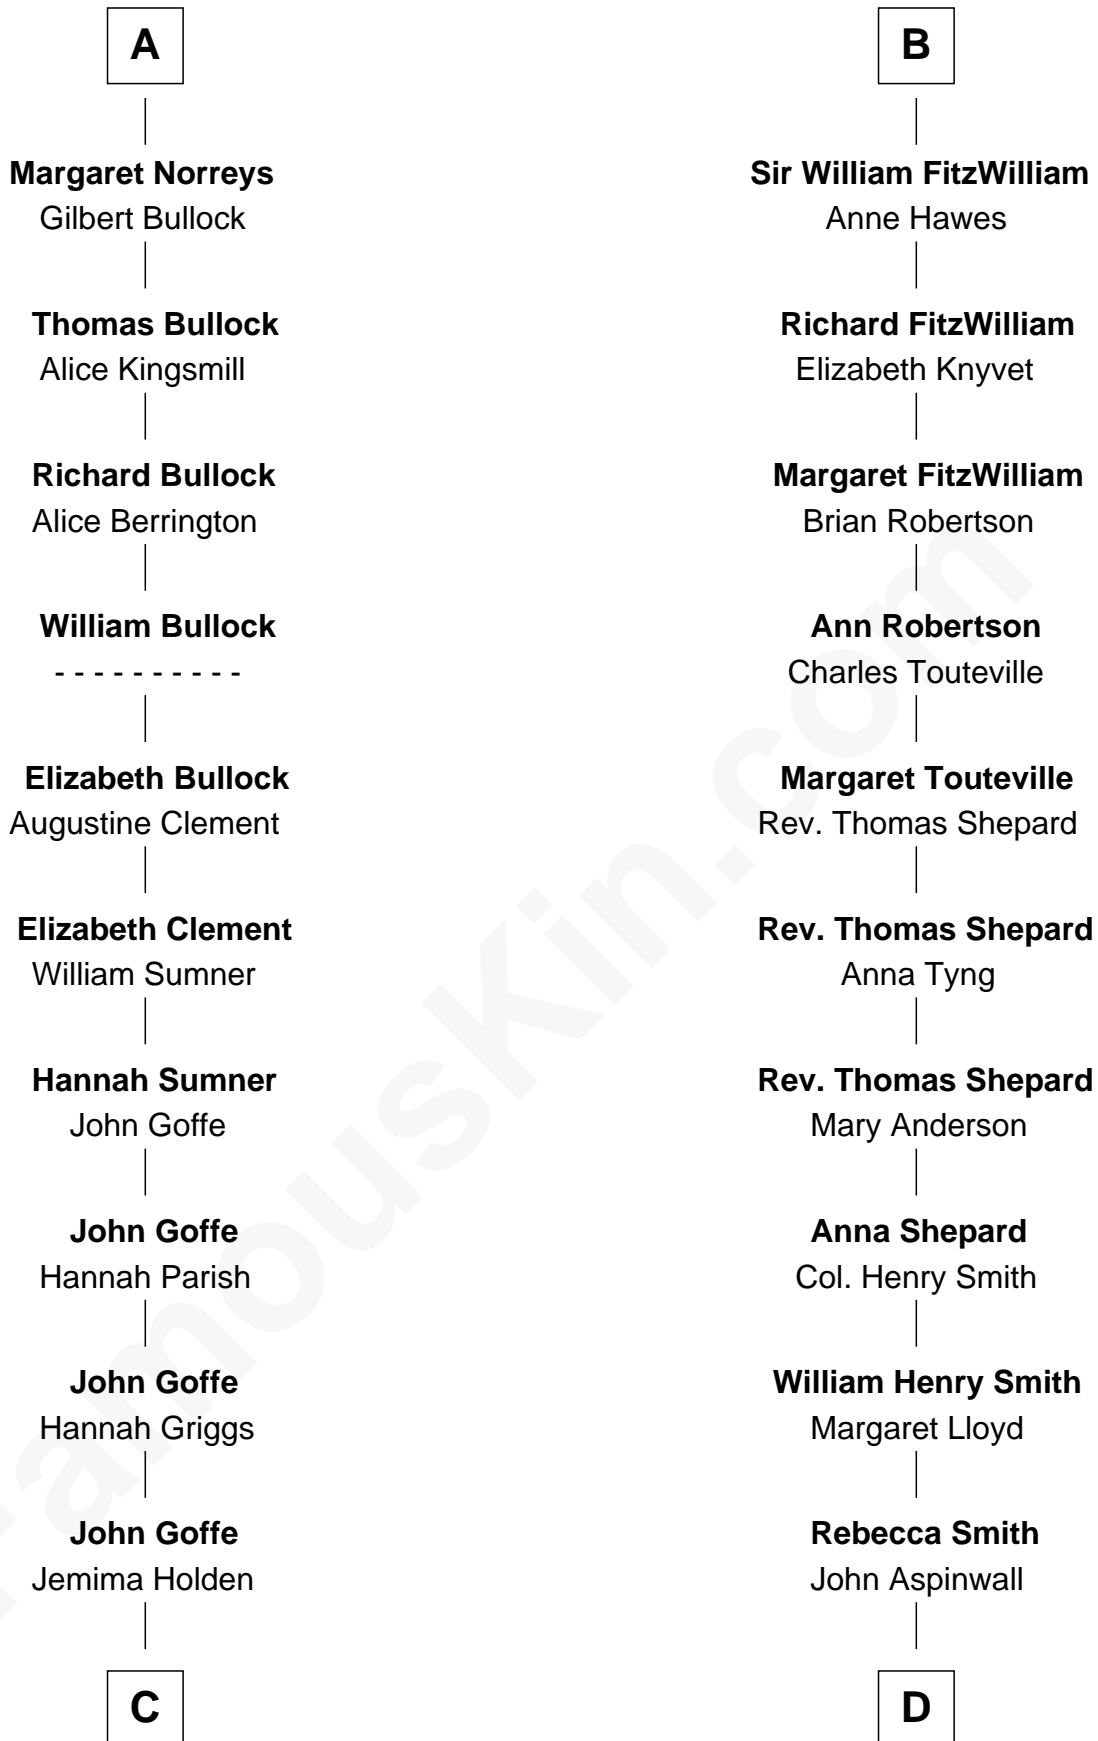 A
Margaret Norreys
Gilbert Bullock
Thomas Bullock
Alice Kingsmill
Richard Bullock
Alice Berrington
William Bullock
- - - - - - - - - -
Elizabeth Bullock
Augustine Clement
Elizabeth Clement
William Sumner
Hannah Sumner
John Goffe
John Goffe
Hannah Parish
John Goffe
Hannah Griggs
John Goffe
Jemima Holden
C
B
Sir William FitzWilliam
Anne Hawes
Richard FitzWilliam
Elizabeth Knyvet
Margaret FitzWilliam
Brian Robertson
Ann Robertson
Charles Touteville
Margaret Touteville
Rev. Thomas Shepard
Rev. Thomas Shepard
Anna Tyng
Rev. Thomas Shepard
Mary Anderson
Anna Shepard
Col. Henry Smith
William Henry Smith
Margaret Lloyd
Rebecca Smith
John Aspinwall
D
FamousKin.com